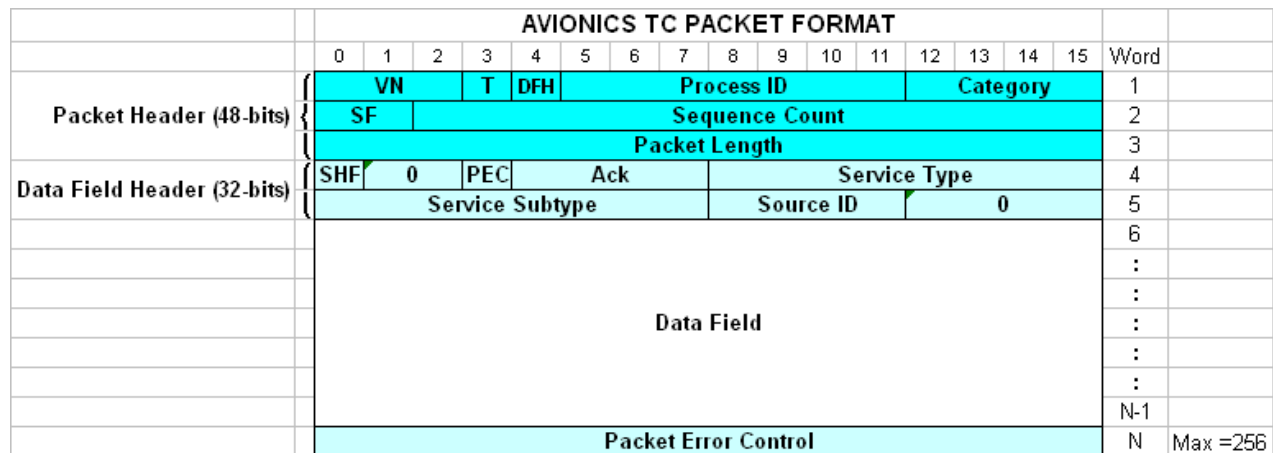 AVIONICS TC PACKET FORMAT
0 1 2 3 4 5 6 7 8 9 10 11 12 13 14 15 Word
VN T DFH Process ID Category 1
Packet Header (48-bits) SF Sequence Count 2
Packet Length 3
SHF 0 PEC Ack Service Type 4
Data Field Header (32-bits)
Service Subtype Source ID 0 5
6
:
:
Data Field :
:
:
N-1
Packet Error Control N Max =256